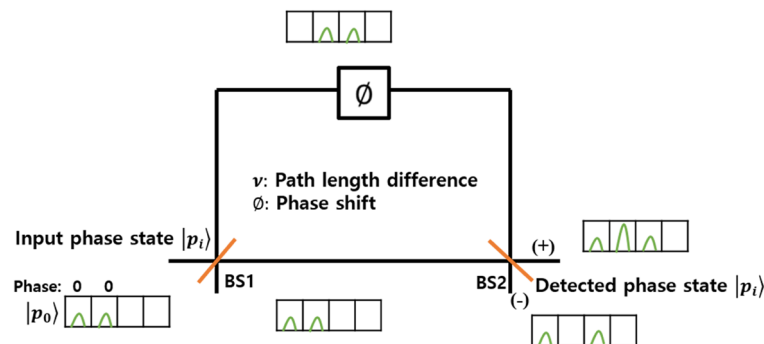 ∅
ν: Path length difference
∅: Phase shift
Input phase state |pᵢ⟩
(+)
BS1
BS2
Detected phase state |pᵢ⟩
Phase: 0 0
(-)
|p₀⟩